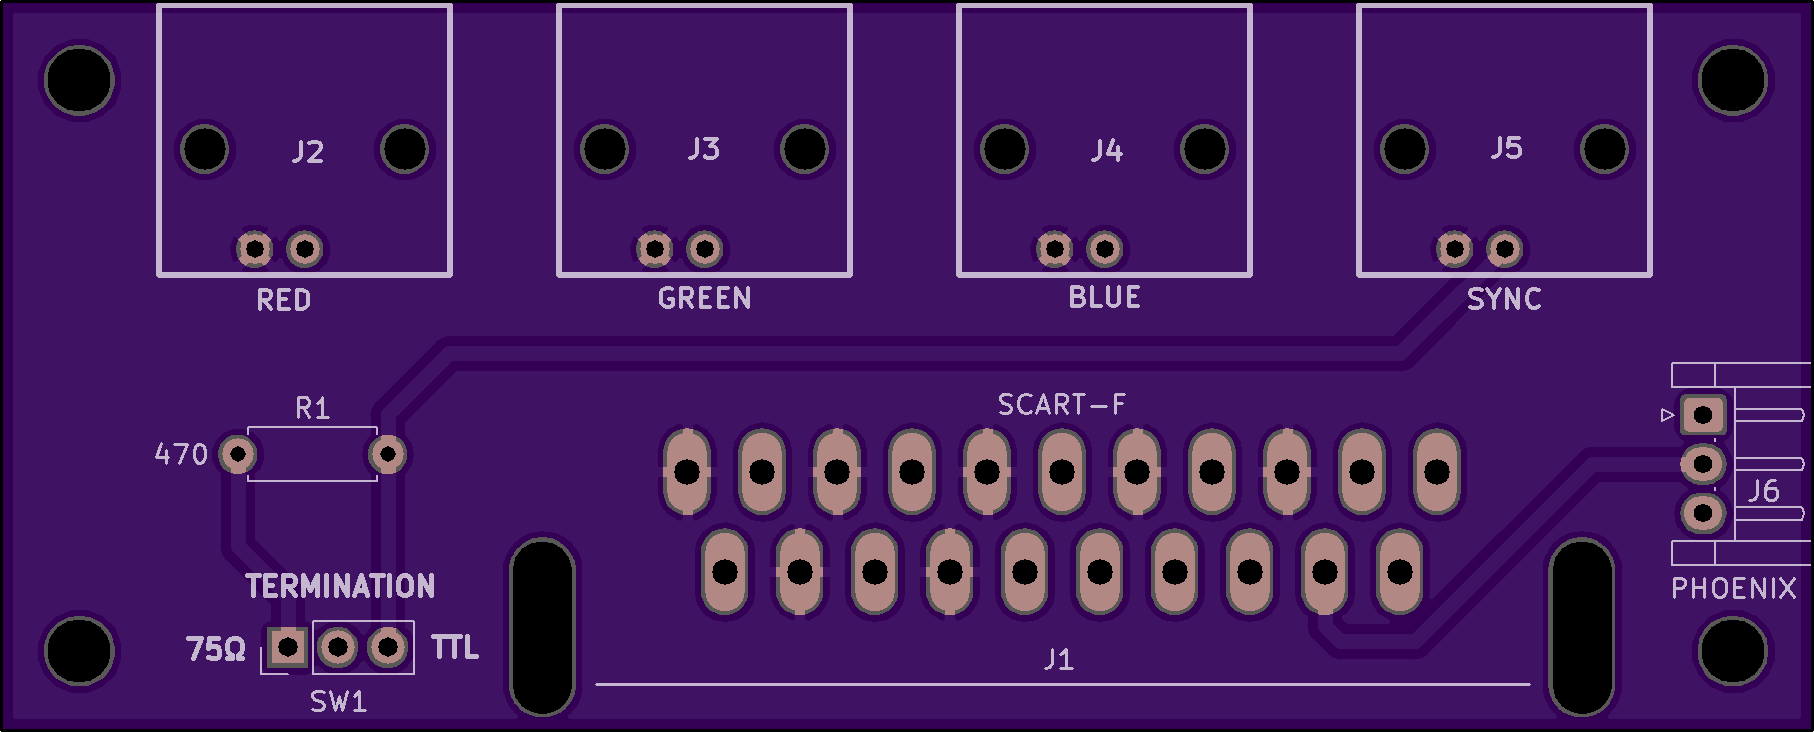 J2
J3
J4
J5
RED
GREEN
BLUE
SYNC
SCART-F
R1
470
J6
TERMINATION
PHOENIX
75Ω
TTL
J1
SW1